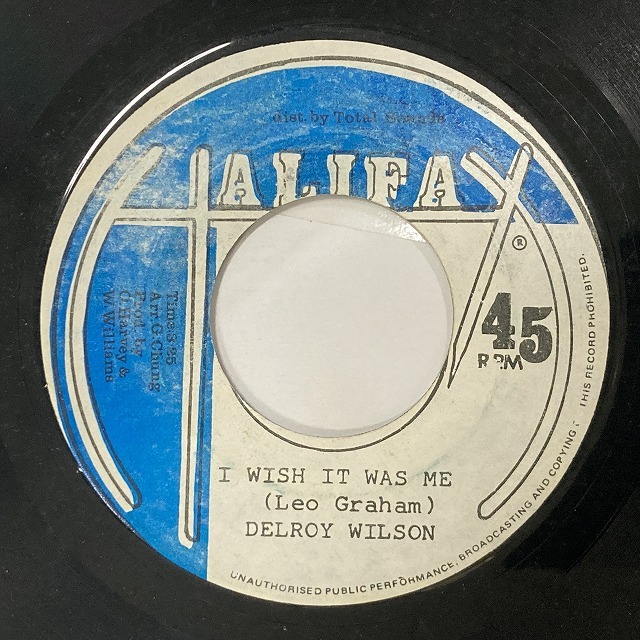 dist. by Total Sounds
HALIFAX
®
Time: 3:25
Arr. G. Chung
Prod. by
C. Harvey &
W. Williams
45
RPM
I WISH IT WAS ME
(Leo Graham)
DELROY WILSON
UNAUTHORISED PUBLIC PERFORMANCE, BROADCASTING AND COPYING OF THIS RECORD PROHIBITED.